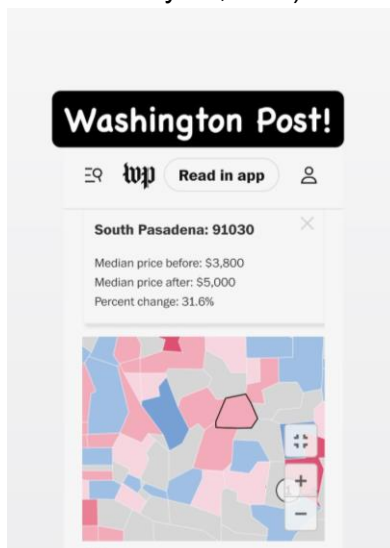 Washington Post!
wp
Read in app
South Pasadena: 91030
Median price before: $3,800
Median price after: $5,000
Percent change: 31.6%
+
−